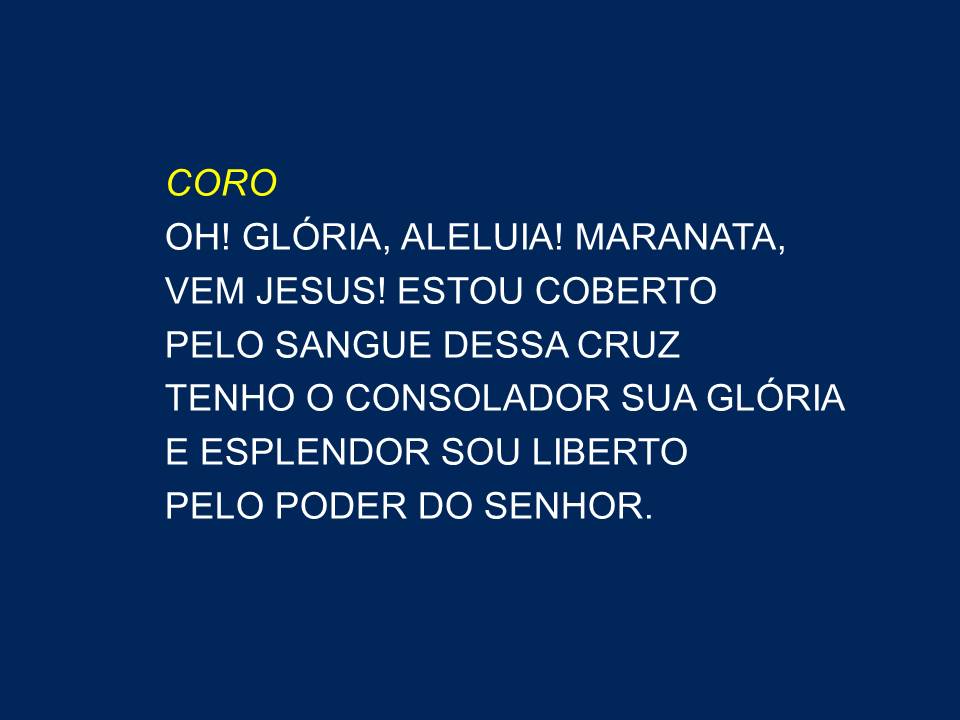 CORO
OH! GLÓRIA, ALELUIA! MARANATA,
VEM JESUS! ESTOU COBERTO
PELO SANGUE DESSA CRUZ
TENHO O CONSOLADOR SUA GLÓRIA
E ESPLENDOR SOU LIBERTO
PELO PODER DO SENHOR.